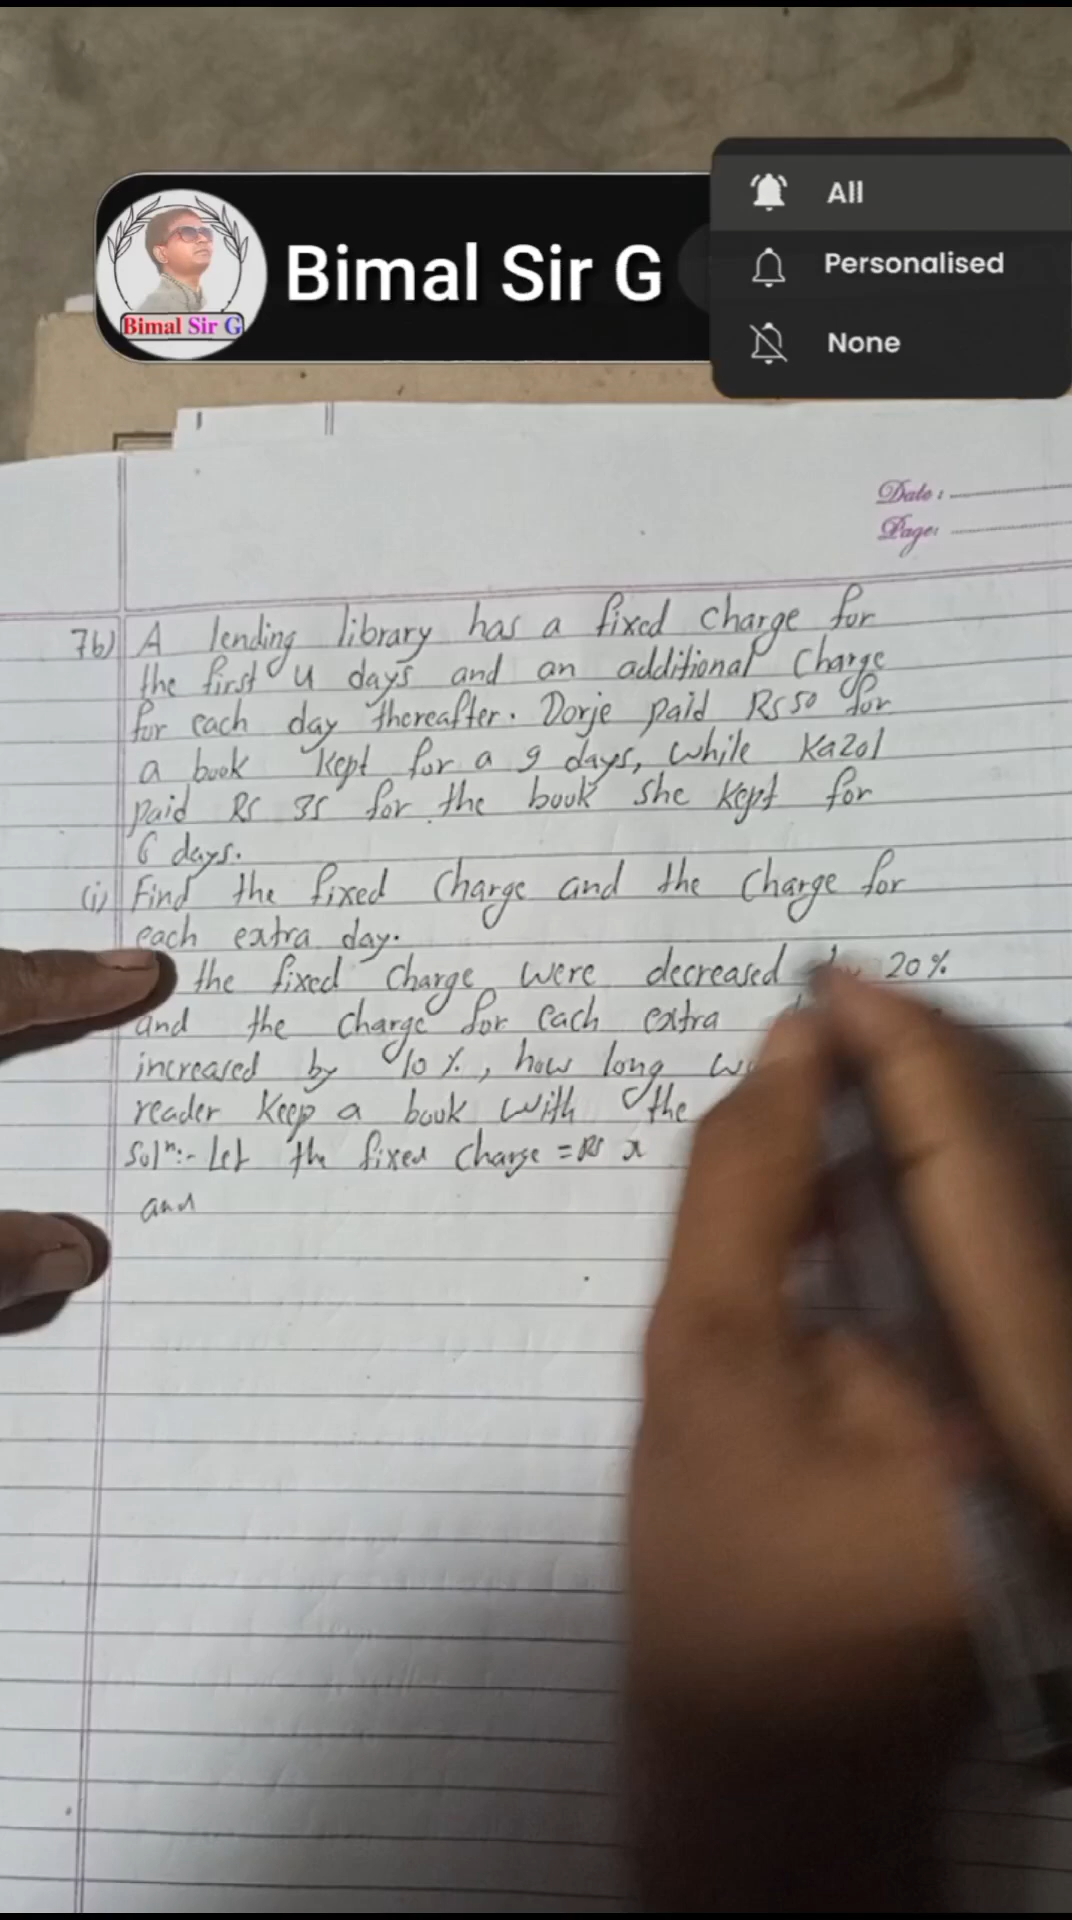 All
Personalised
None
Bimal Sir G
Bimal Sir G
Date:
Page:
7b) A lending library has a fixed charge for
the first 4 days and an additional charge
for each day thereafter. Dorje paid Rs 50 for
a book kept for a 9 days, while Kazol
paid Rs 35 for the book she kept for
6 days.
(i) Find the fixed charge and the charge for
each extra day.
the fixed charge were decreased by 20%
and the charge for each extra
increased by 10%, how long
reader keep a book with the
Solⁿ:- Let the fixed charge = Rs x
and